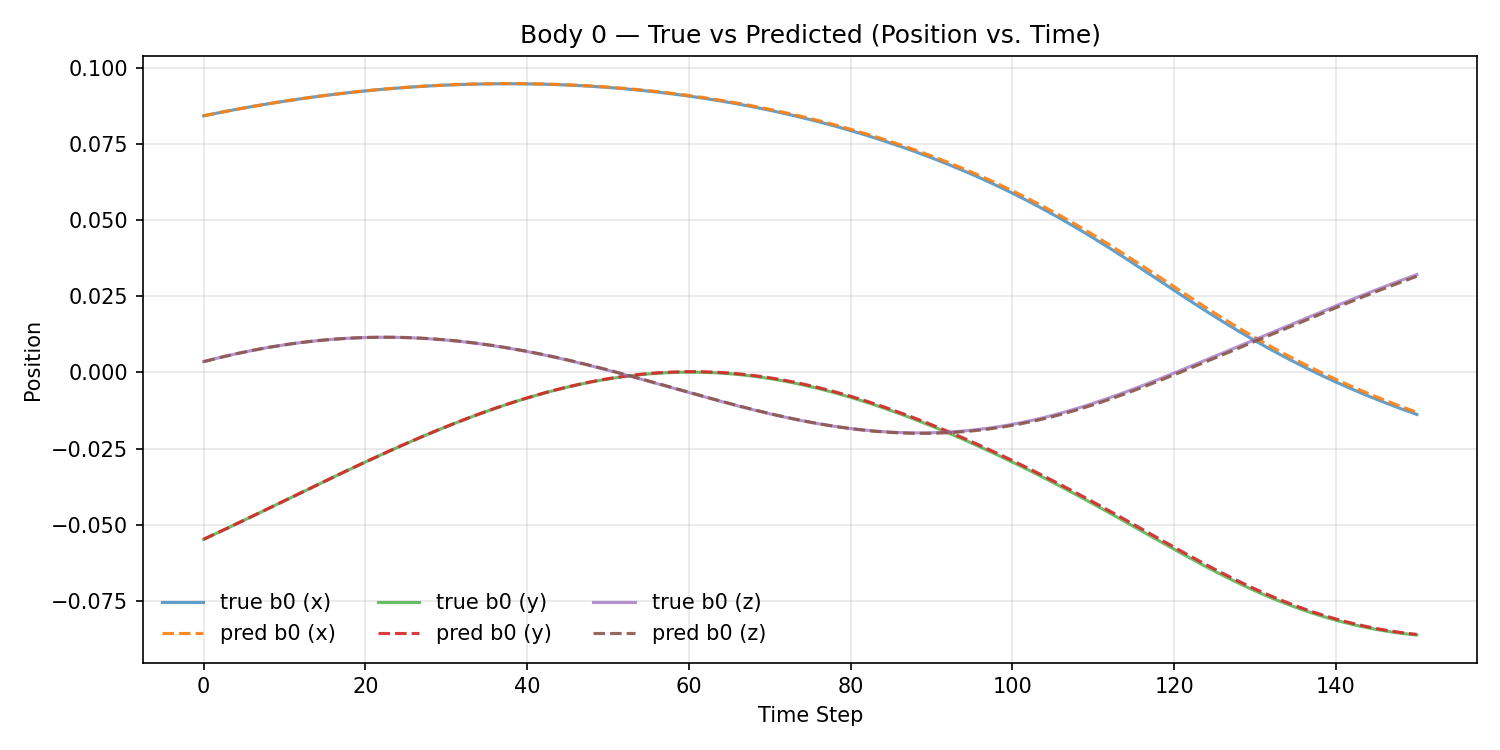 Body 0 — True vs Predicted (Position vs. Time)
Position
0.100
0.075
0.050
0.025
0.000
−0.025
−0.050
−0.075
true b0 (x) true b0 (y) true b0 (z)
pred b0 (x) pred b0 (y) pred b0 (z)
0 20 40 60 80 100 120 140
Time Step